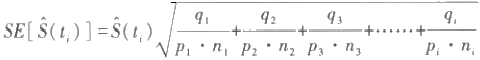 SE[ Ŝ(tᵢ) ] = Ŝ(tᵢ) √( q₁/(p₁ · n₁) + q₂/(p₂ · n₂) + q₃/(p₃ · n₃) + ······ + qᵢ/(pᵢ · nᵢ) )